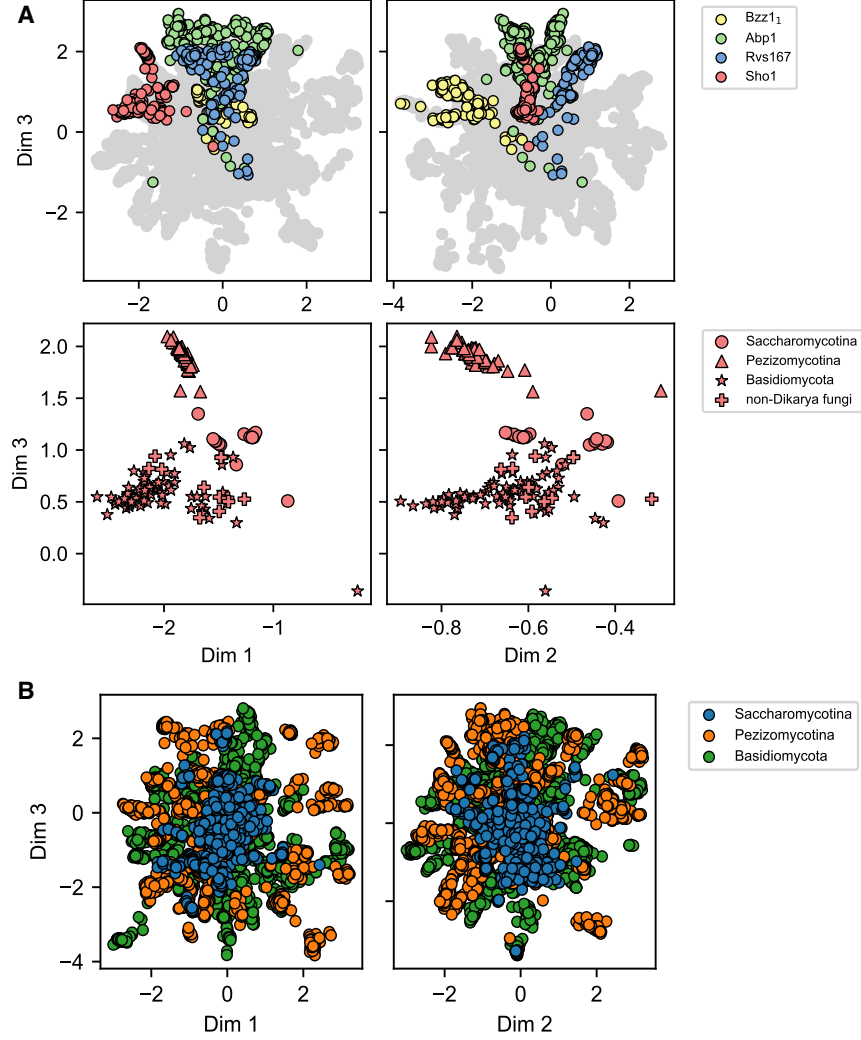 A
Dim 3
2
0
−2
−2
0
2
−4
−2
0
2
Bzz1₁
Abp1
Rvs167
Sho1
Dim 3
2.0
1.5
1.0
0.5
0.0
−2
−1
Dim 1
−0.8
−0.6
−0.4
Dim 2
Saccharomycotina
Pezizomycotina
Basidiomycota
non-Dikarya fungi
B
Dim 3
2
0
−2
−4
−2
0
2
Dim 1
−2
0
2
Dim 2
Saccharomycotina
Pezizomycotina
Basidiomycota